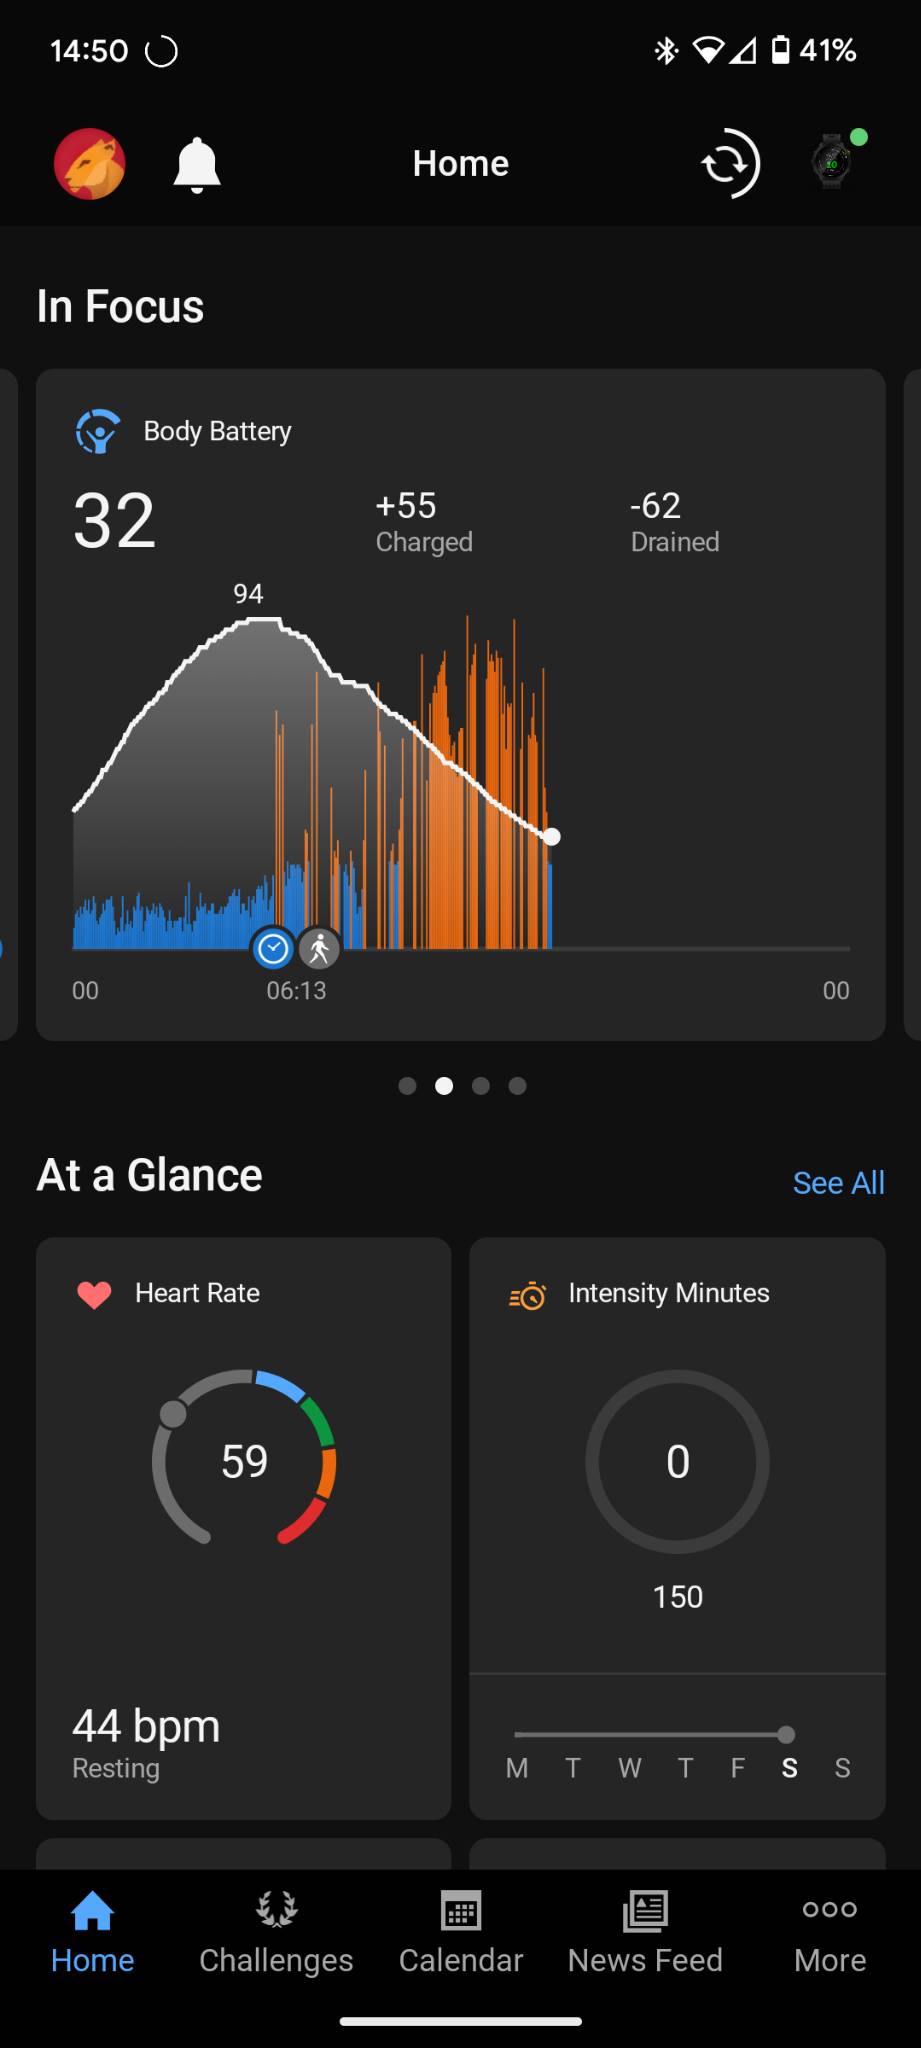 14:50 41%
Home
In Focus
Body Battery
32 +55 -62
Charged Drained
94
00 06:13 00
At a Glance
See All
Heart Rate
59
44 bpm
Resting
Intensity Minutes
0
150
M T W T F S S
Home Challenges Calendar News Feed More